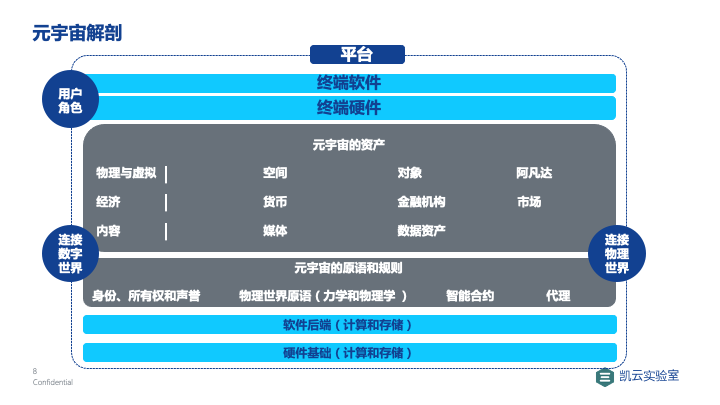 元宇宙解剖
平台
终端软件
终端硬件
用户
角色
元宇宙的资产
物理与虚拟 空间 对象 阿凡达
经济 货币 金融机构 市场
内容 媒体 数据资产
连接
数字
世界
连接
物理
世界
元宇宙的原语和规则
身份、所有权和声誉 物理世界原语（力学和物理学 ） 智能合约 代理
软件后端（计算和存储）
硬件基础（计算和存储）
8
Confidential
凯云实验室